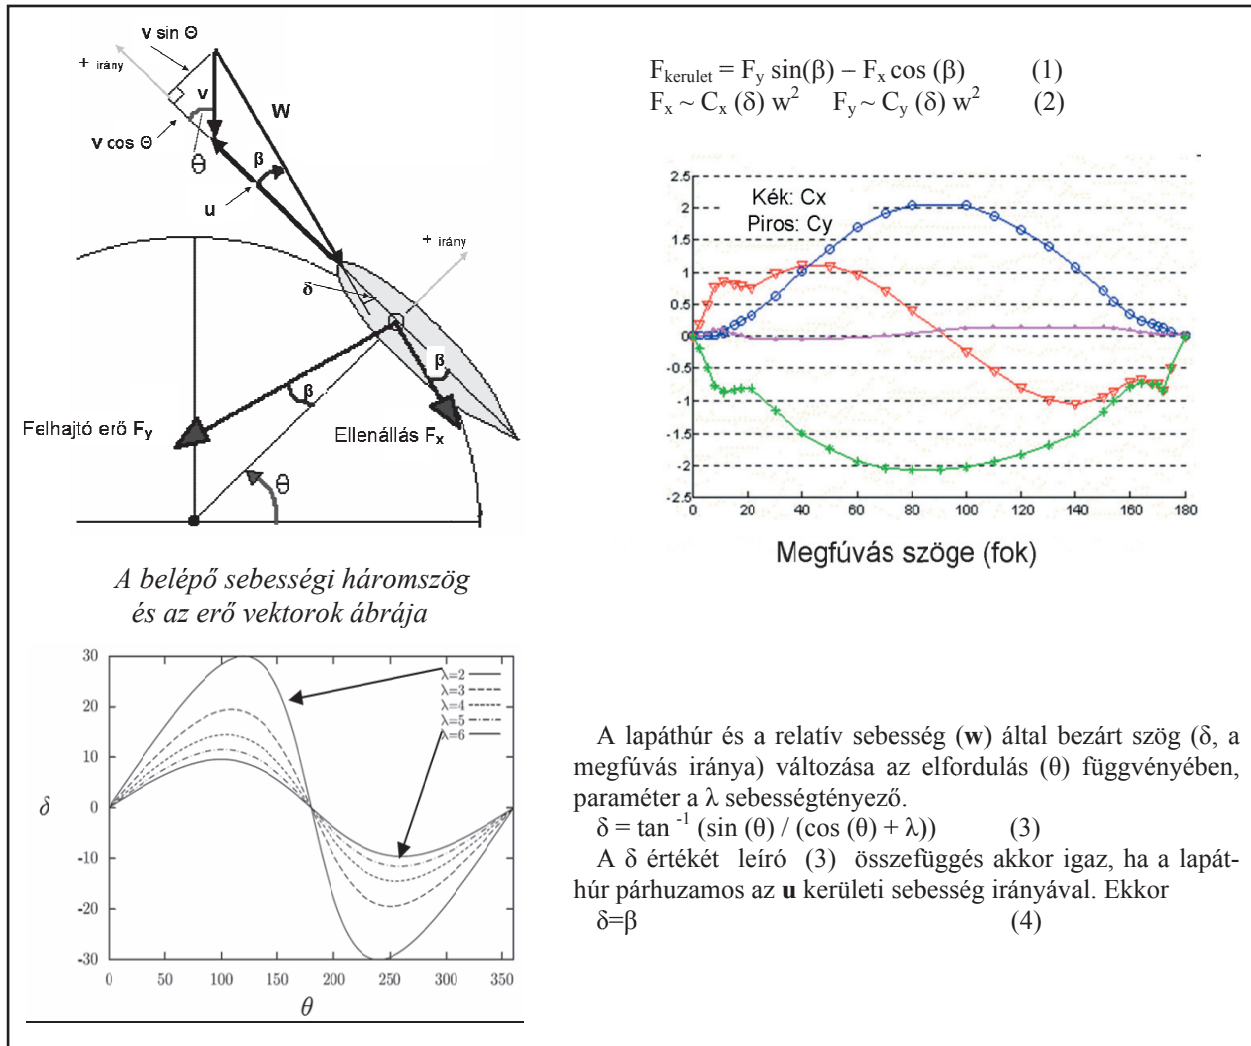 v sin Θ
+ irány
v
W
v cos Θ
θ
β
u
+ irány
δ
β
β
Felhajtó erő Fy
Ellenállás Fx
θ
A belépő sebességi háromszög
és az erő vektorok ábrája
Fkerulet = Fy sin(β) – Fx cos (β) (1)
Fx ~ Cx (δ) w² Fy ~ Cy (δ) w² (2)
Kék: Cx
Piros: Cy
2.5
2
1.5
1
0.5
0
-0.5
-1
-1.5
-2
-2.5
0 20 40 60 80 100 120 140 160 180
Megfúvás szöge (fok)
30
20
10
0
-10
-20
-30
δ
λ=2
λ=3
λ=4
λ=5
λ=6
0 50 100 150 200 250 300 350
θ
A lapáthúr és a relatív sebesség (w) által bezárt szög (δ, a
megfúvás iránya) változása az elfordulás (θ) függvényében,
paraméter a λ sebességtényező.
δ = tan ⁻¹ (sin (θ) / (cos (θ) + λ)) (3)
A δ értékét leíró (3) összefüggés akkor igaz, ha a lapát-
húr párhuzamos az u kerületi sebesség irányával. Ekkor
δ=β (4)